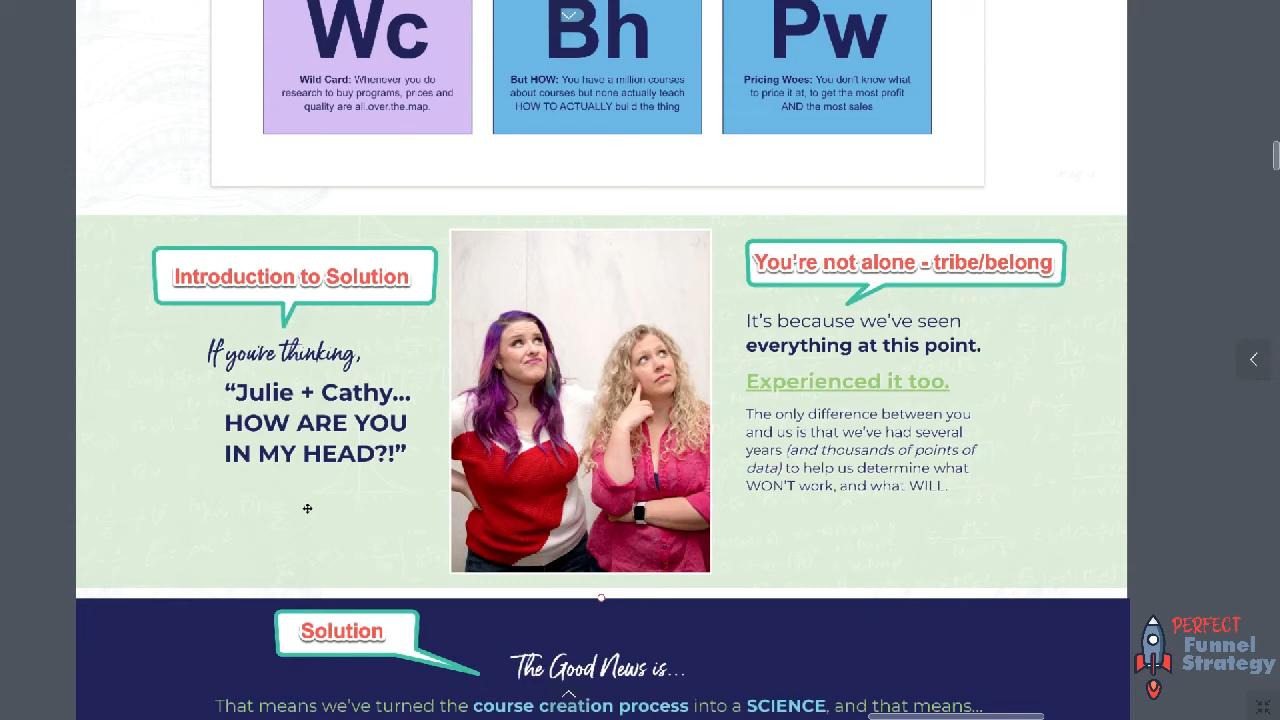 Wc
Bh
Pw
Wild Card: Whenever you do
research to buy programs, prices and
quality are all.over.the.map.
But HOW: You have a million courses
about courses but none actually teach
HOW TO ACTUALLY build the thing
Pricing Woes: You don't know what
to price it at, to get the most profit
AND the most sales
Fig 1
Introduction to Solution
If you're thinking,
“Julie + Cathy...
HOW ARE YOU
IN MY HEAD?!”
You're not alone - tribe/belong
It's because we've seen
everything at this point.
Experienced it too.
The only difference between you
and us is that we've had several
years (and thousands of points of
data) to help us determine what
WON'T work, and what WILL.
Solution
The Good News is...
That means we've turned the course creation process into a SCIENCE, and that means...
PERFECT
Funnel
Strategy